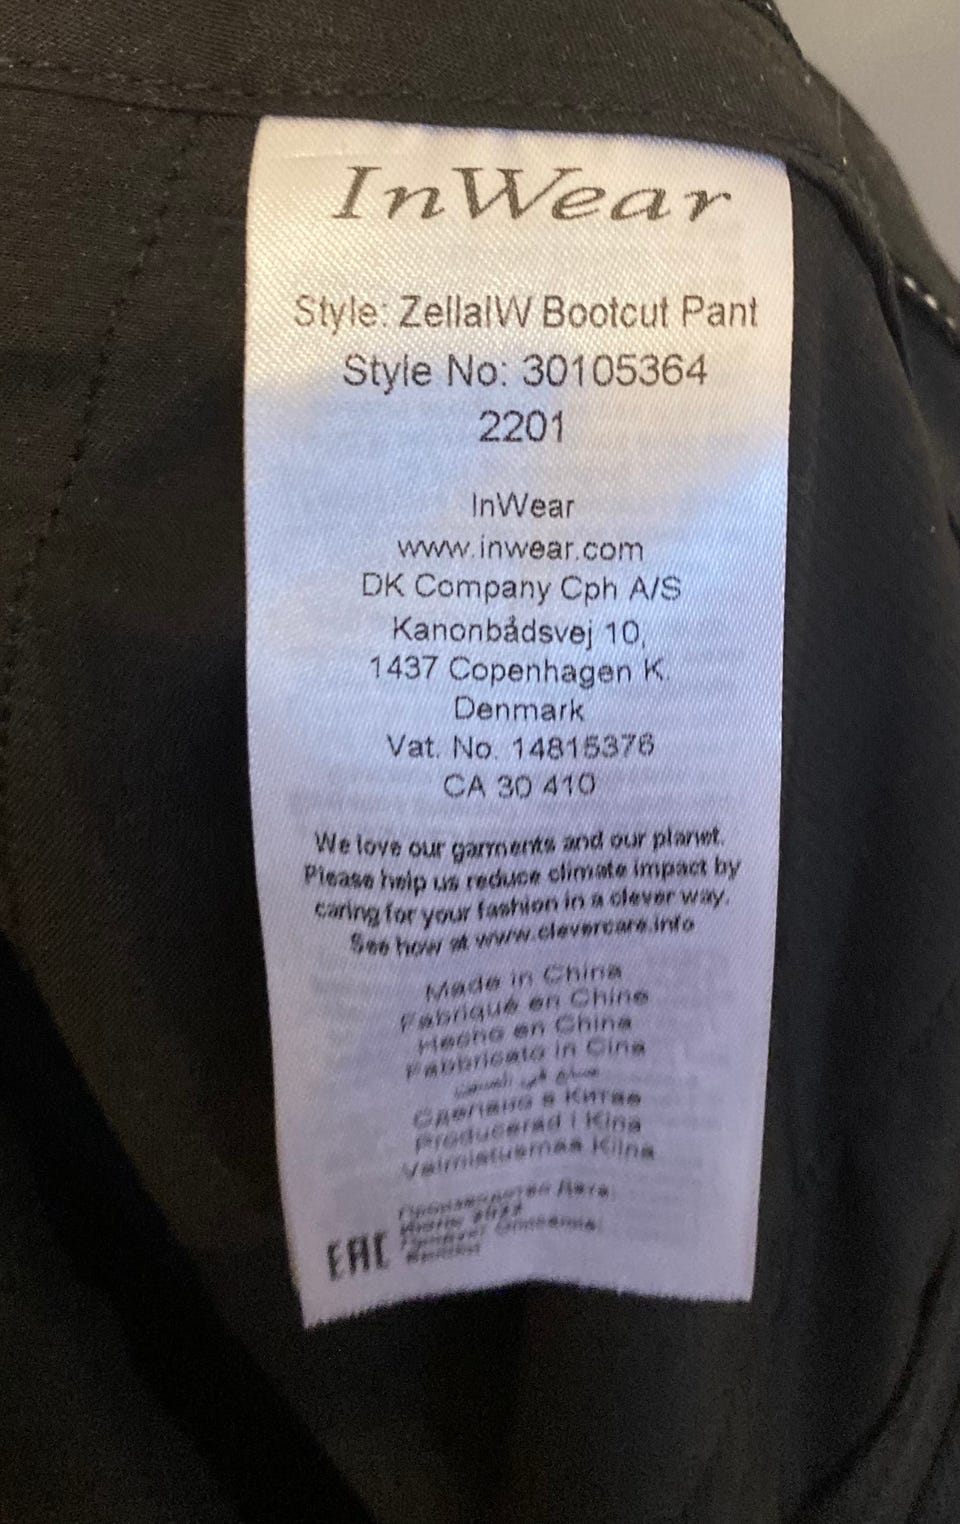 InWear
Style: ZellaIW Bootcut Pant
Style No: 30105364
2201
InWear
www.inwear.com
DK Company Cph A/S
Kanonbådsvej 10,
1437 Copenhagen K.
Denmark
Vat. No. 14815376
CA 30 410
We love our garments and our planet.
Please help us reduce climate impact by
caring for your fashion in a clever way.
See how at www.clevercare.info
Made in China
Fabriqué en Chine
Hecho en China
Fabbricato in Cina
صنع في الصين
Сделано в Китае
Producerad i Kina
Valmistusmaa Kiina
EAC